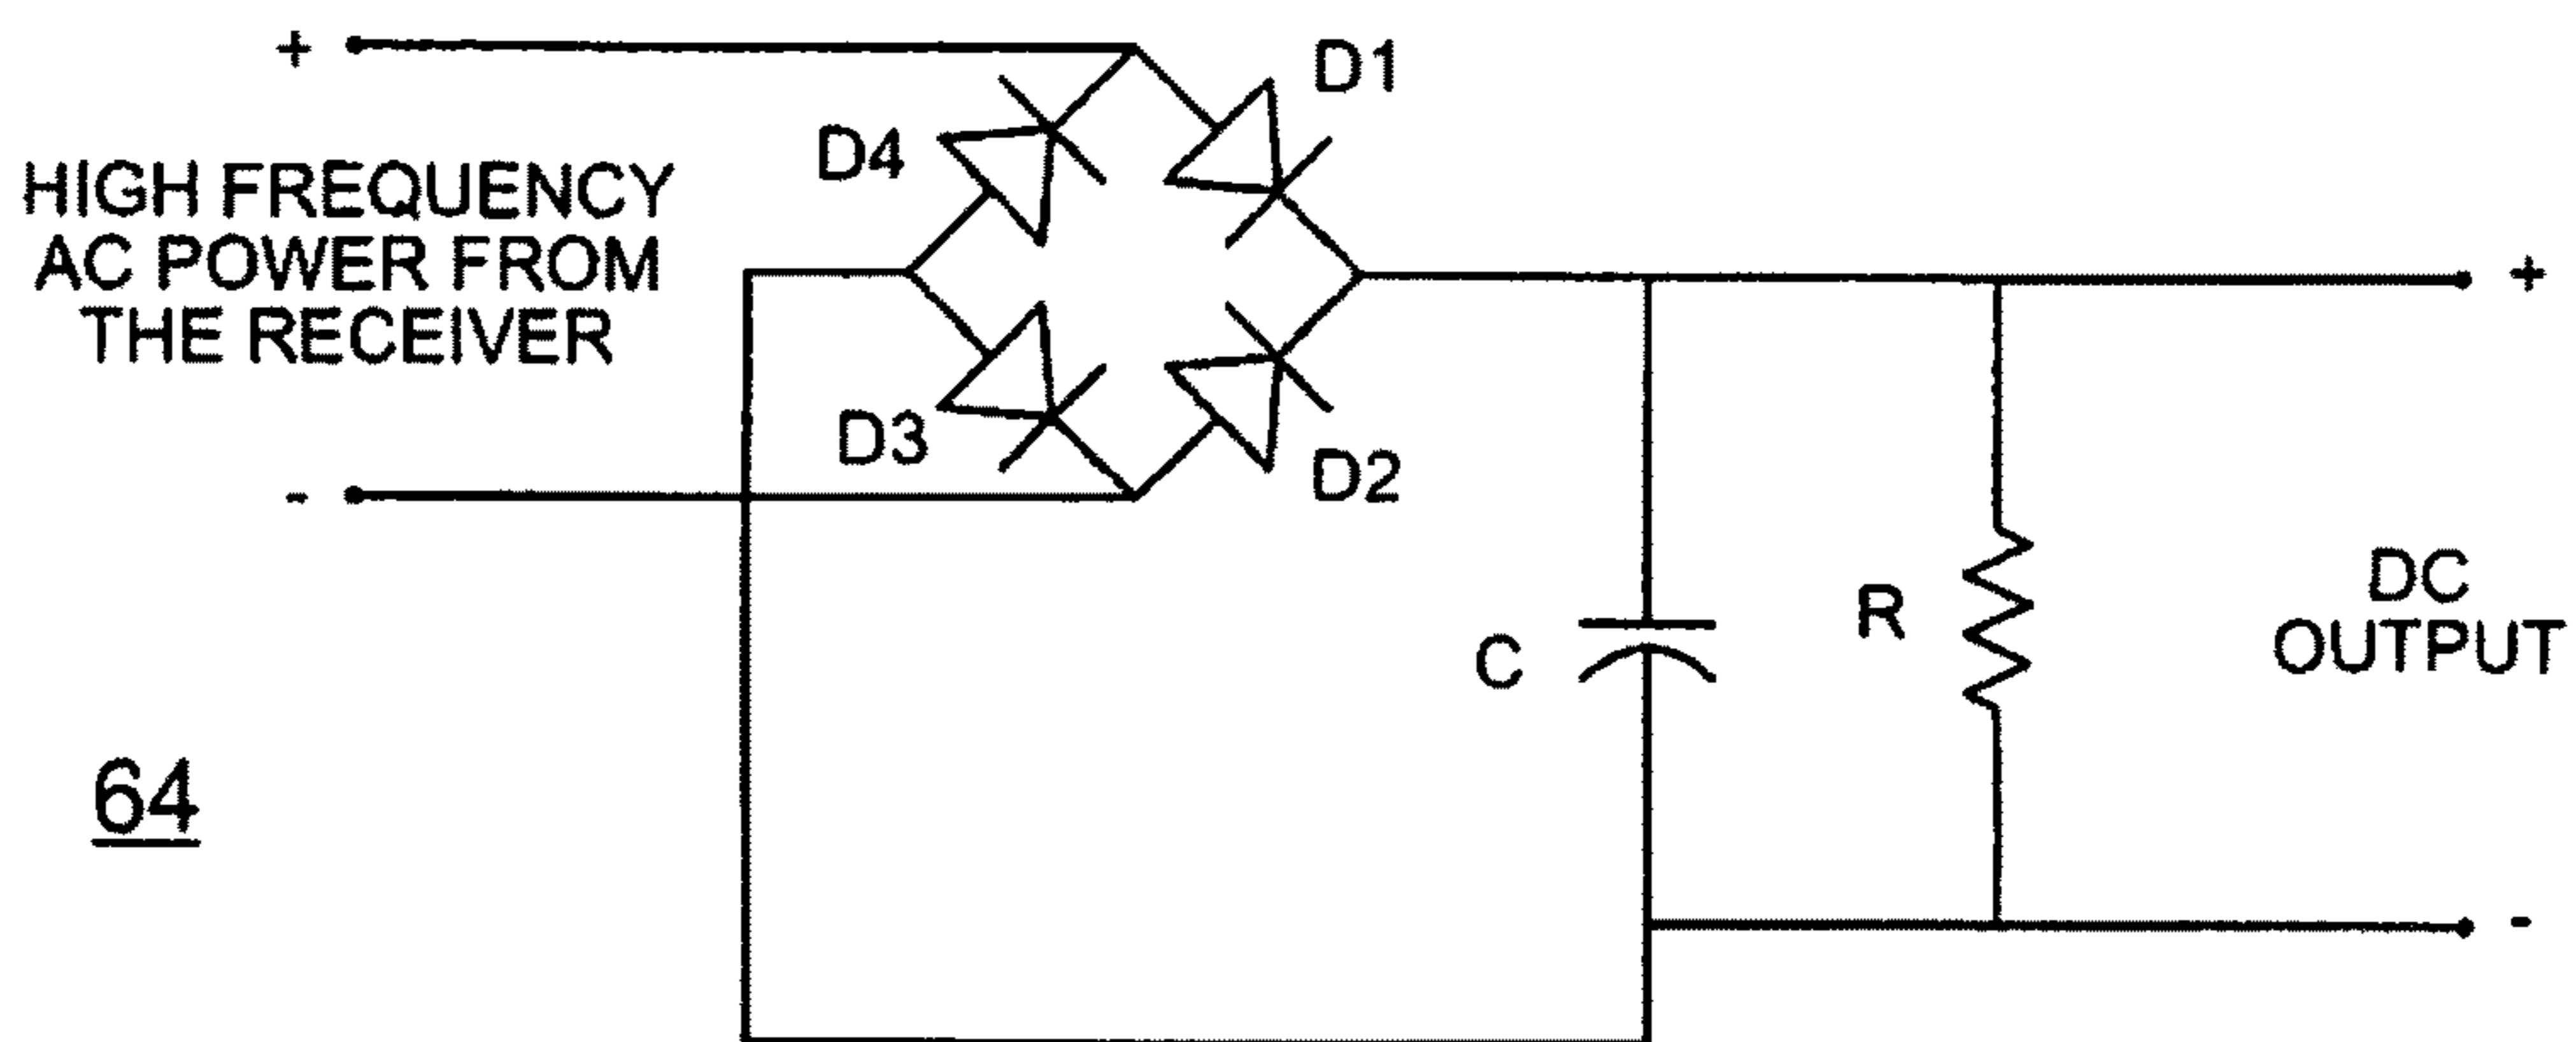 +
D1
D4
HIGH FREQUENCY
AC POWER FROM
THE RECEIVER
+
D3
D2
-
C
R
DC
OUTPUT
64
-